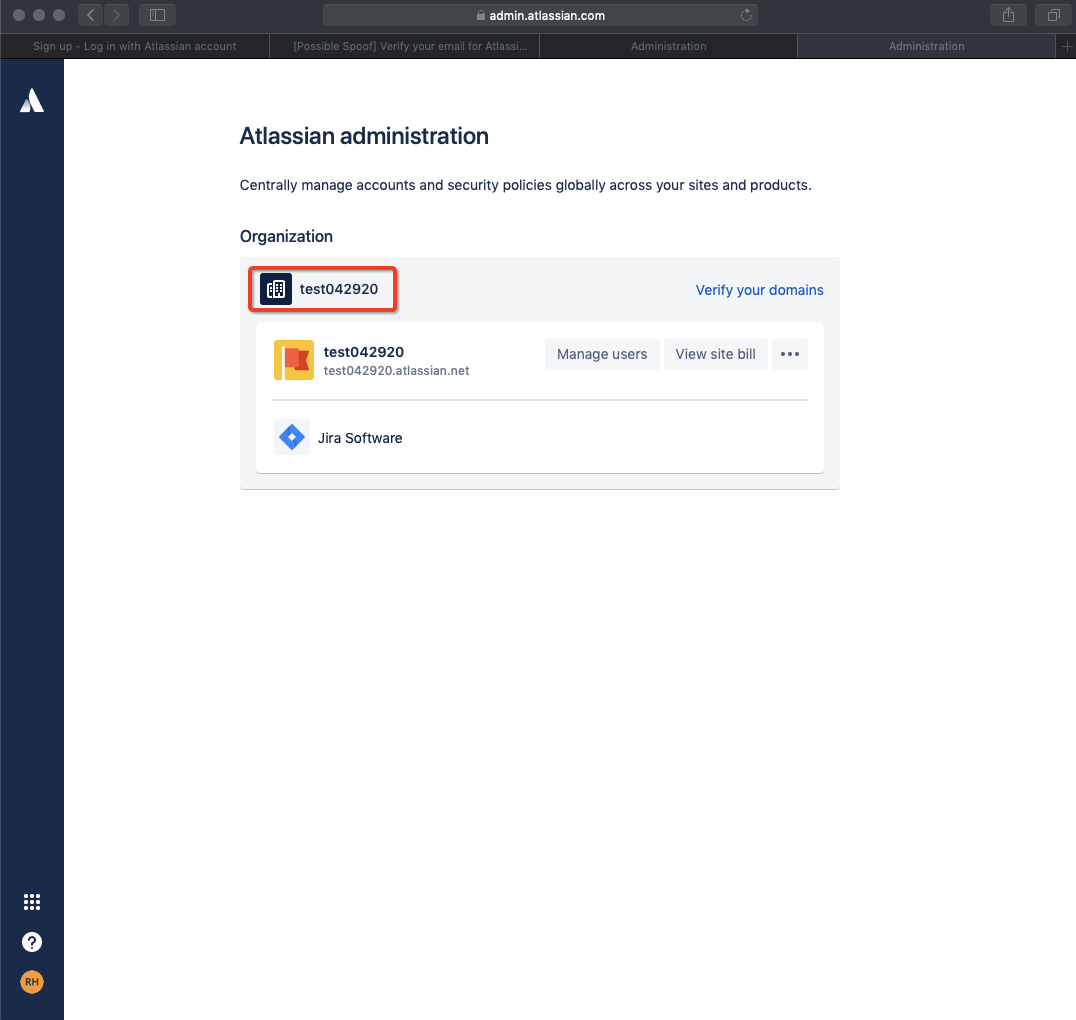 admin.atlassian.com
Sign up - Log in with Atlassian account
[Possible Spoof] Verify your email for Atlassi...
Administration
Administration
Atlassian administration
Centrally manage accounts and security policies globally across your sites and products.
Organization
test042920
Verify your domains
test042920
test042920.atlassian.net
Manage users
View site bill
Jira Software
?
RH